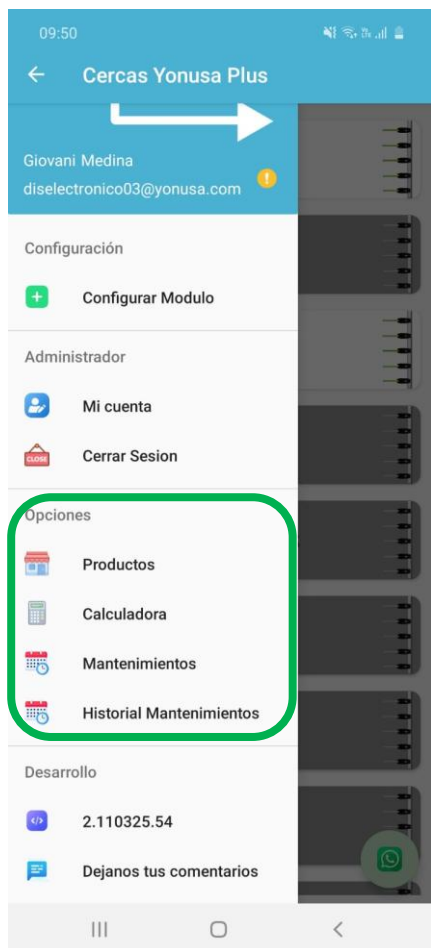 09:50
Cercas Yonusa Plus
Giovani Medina
diselectronico03@yonusa.com
Configuración
Configurar Modulo
Administrador
Mi cuenta
CLOSE
Cerrar Sesion
Opciones
Productos
Calculadora
Mantenimientos
Historial Mantenimientos
Desarrollo
2.110325.54
Dejanos tus comentarios